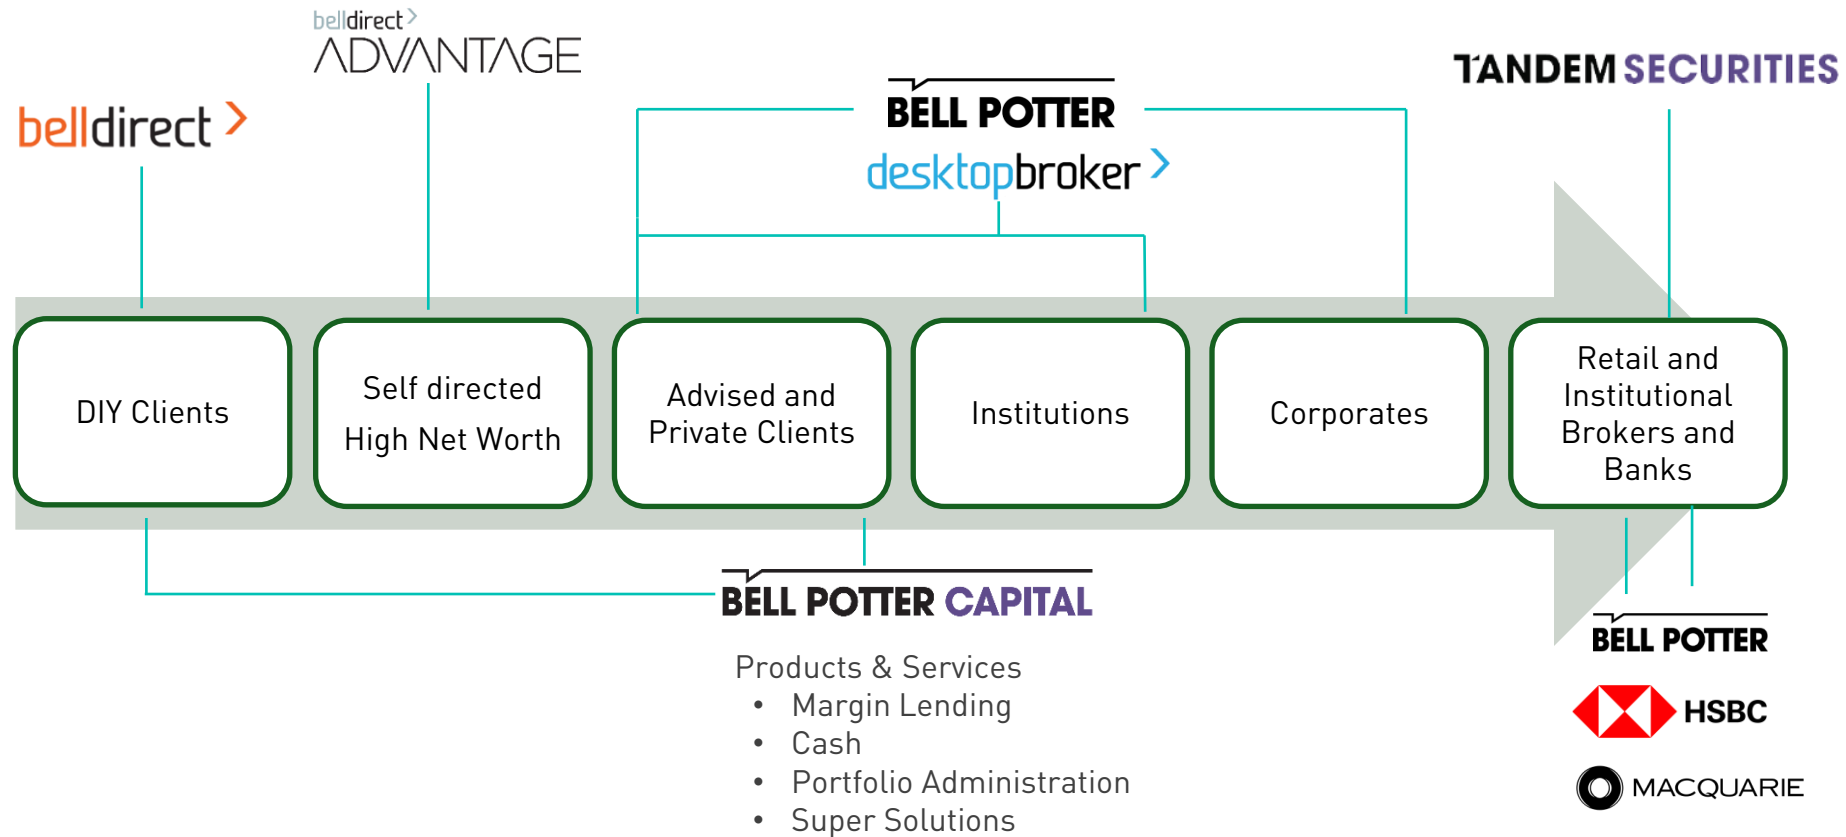 belldirect
ADVANTAGE
TANDEM SECURITIES
BELL POTTER
belldirect
desktopbroker
DIY Clients
Self directed
High Net Worth
Advised and
Private Clients
Institutions
Corporates
Retail and
Institutional
Brokers and
Banks
BELL POTTER CAPITAL
Products & Services
• Margin Lending
• Cash
• Portfolio Administration
• Super Solutions
BELL POTTER
HSBC
MACQUARIE